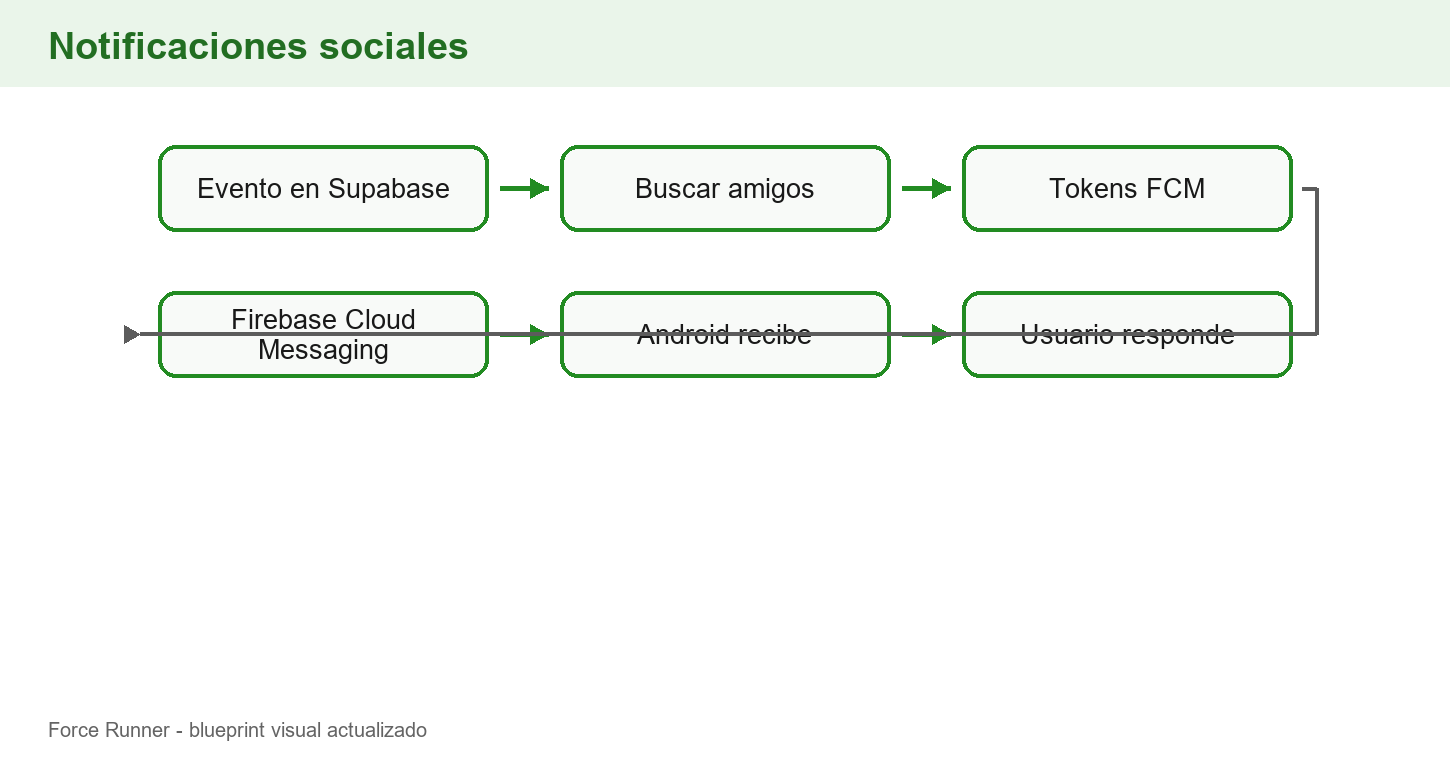 Notificaciones sociales
Evento en Supabase
Buscar amigos
Tokens FCM
Firebase Cloud
Messaging
Android recibe
Usuario responde
Force Runner - blueprint visual actualizado